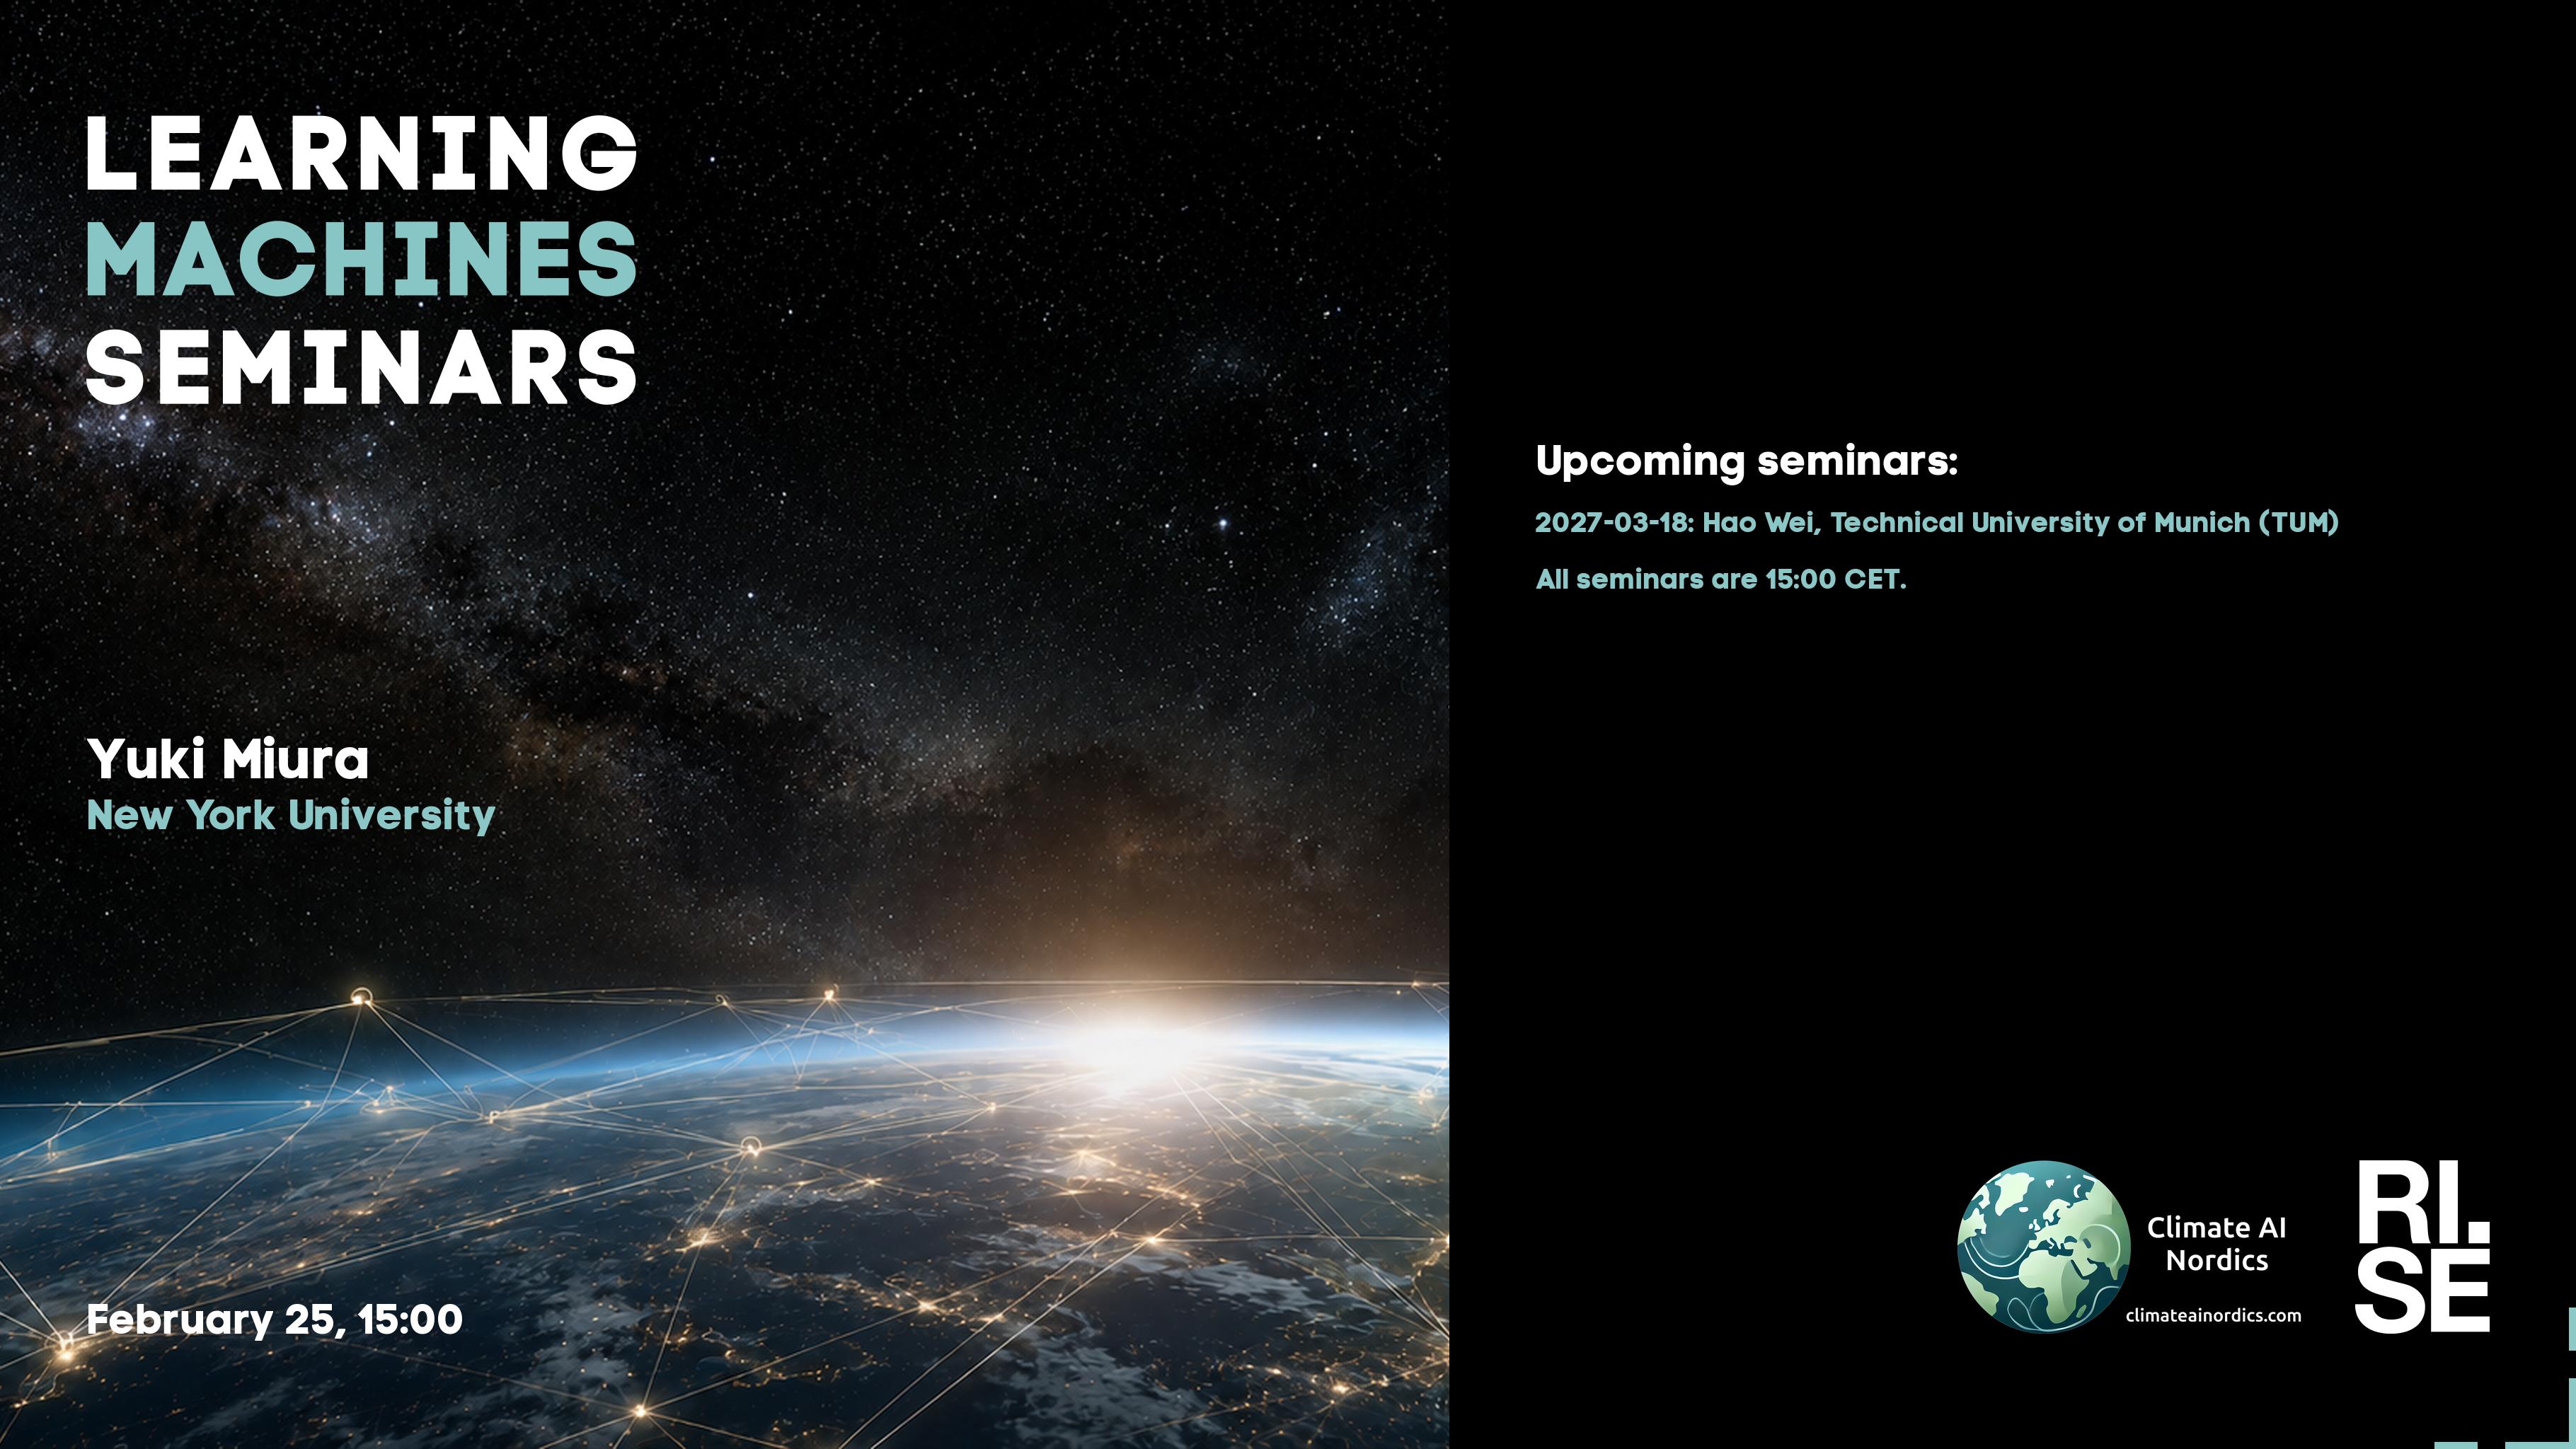 LEARNING
MACHINES
SEMINARS
Yuki Miura
New York University
February 25, 15:00
Upcoming seminars:
2027-03-18: Hao Wei, Technical University of Munich (TUM)
All seminars are 15:00 CET.
Climate AI
Nordics
climateainordics.com
RI.
SE